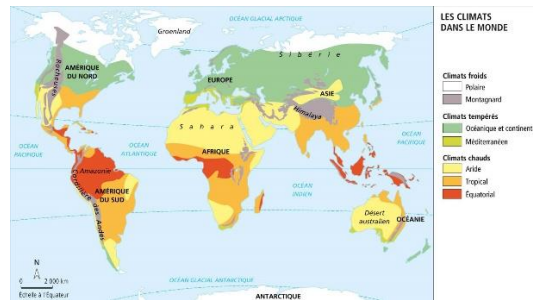 LES CLIMATS
DANS LE MONDE
Climats froids
Polaire
Montagnard
Climats tempérés
Océanique et continent
Méditerranéen
Climats chauds
Aride
Tropical
Équatorial
OCÉAN GLACIAL ARCTIQUE
Groenland
Sibérie
AMÉRIQUE
DU NORD
Rocheuses
EUROPE
ASIE
Himalaya
Sahara
OCÉAN
PACIFIQUE
OCÉAN
ATLANTIQUE
AFRIQUE
OCÉAN
PACIFIQUE
Amazonie
AMÉRIQUE
DU SUD
Cordillère des Andes
OCÉAN
INDIEN
Désert
australien
OCÉANIE
N
0 2 000 km
Echelle à l'Équateur
OCÉAN GLACIAL ANTARCTIQUE
ANTARCTIQUE